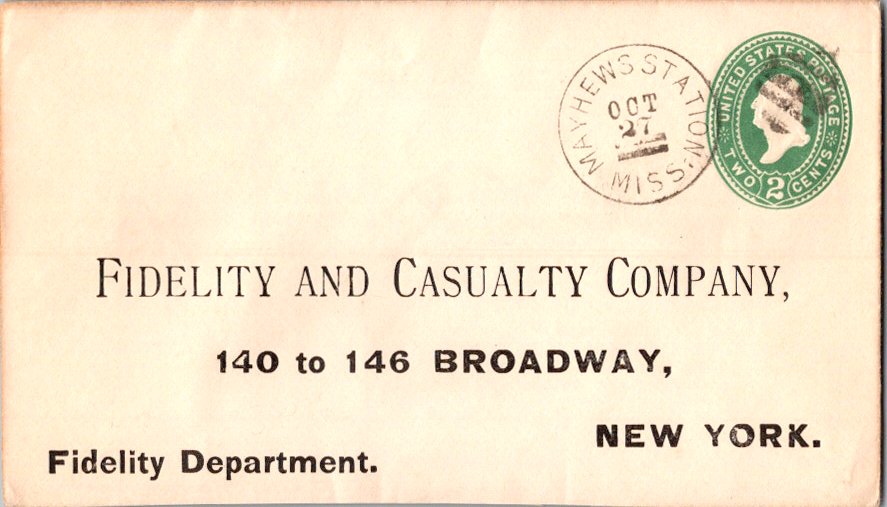 MAYHEWS STATION,
MISS.
OCT
27
UNITED STATES POSTAGE
TWO 2 CENTS
FIDELITY AND CASUALTY COMPANY,
140 to 146 BROADWAY,
NEW YORK.
Fidelity Department.